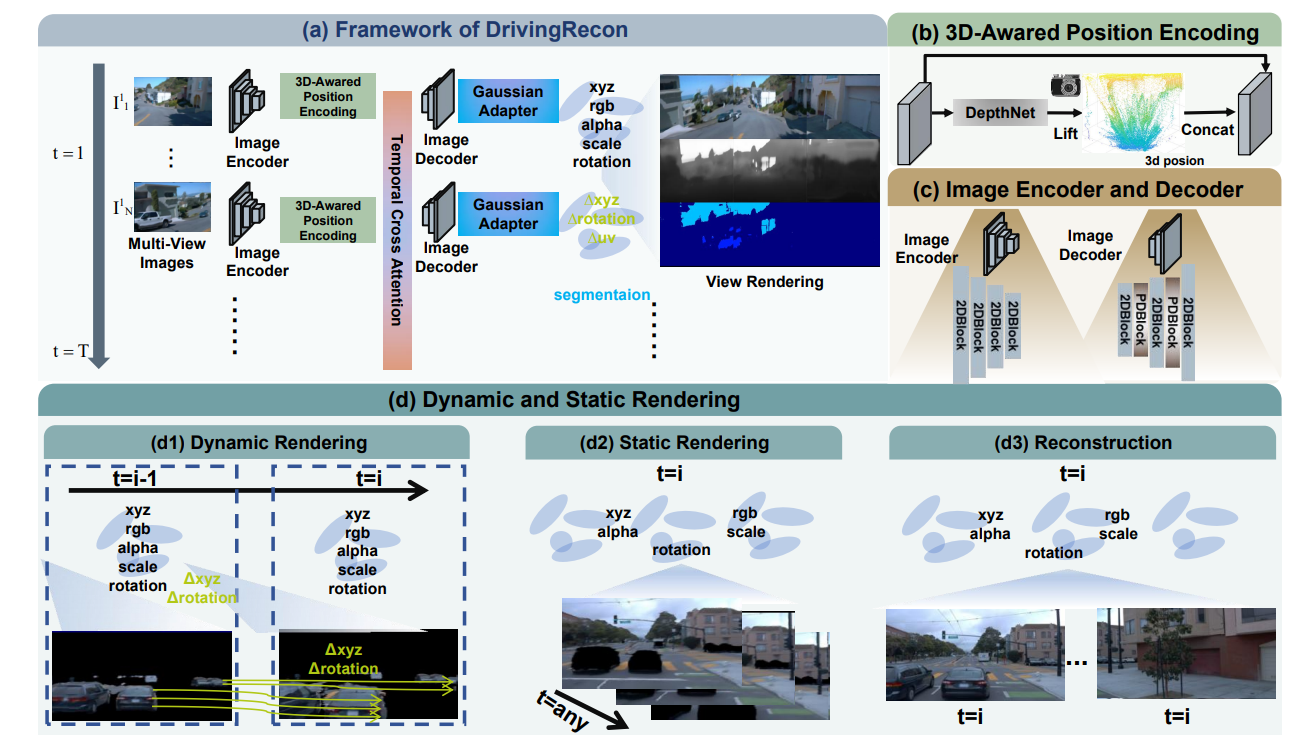 (a) Framework of DrivingRecon
t = 1
t = T
I¹₁
I¹N
Multi-View
Images
Image
Encoder
3D-Awared
Position
Encoding
Image
Encoder
3D-Awared
Position
Encoding
Temporal Cross Attention
Image
Decoder
Gaussian
Adapter
Image
Decoder
Gaussian
Adapter
xyz
rgb
alpha
scale
rotation
Δxyz
Δrotation
Δuv
segmentaion
View Rendering
(b) 3D-Awared Position Encoding
DepthNet
Lift
3d posion
Concat
(c) Image Encoder and Decoder
Image
Encoder
2DBlock
2DBlock
2DBlock
2DBlock
Image
Decoder
2DBlock
PDBlock
2DBlock
PDBlock
2DBlock
(d) Dynamic and Static Rendering
(d1) Dynamic Rendering
t=i-1
t=i
xyz
rgb
alpha
scale
rotation
Δxyz
Δrotation
xyz
rgb
alpha
scale
rotation
Δxyz
Δrotation
(d2) Static Rendering
t=i
xyz
alpha
rgb
scale
rotation
t=any
(d3) Reconstruction
t=i
xyz
alpha
rgb
scale
rotation
...
t=i
t=i